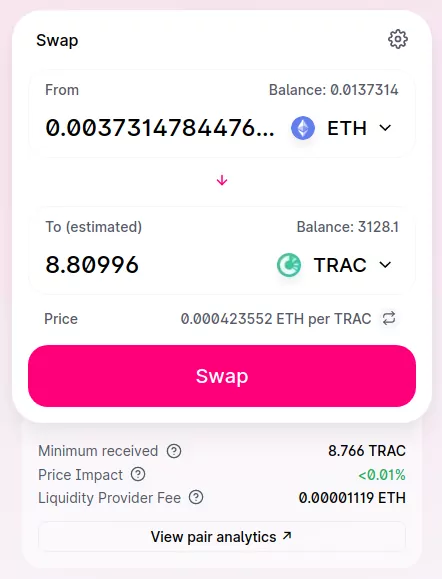 Swap
From Balance: 0.0137314
0.0037314784476... ETH
To (estimated) Balance: 3128.1
8.80996 TRAC
Price 0.000423552 ETH per TRAC
Swap
Minimum received 8.766 TRAC
Price Impact <0.01%
Liquidity Provider Fee 0.00001119 ETH
View pair analytics ↗